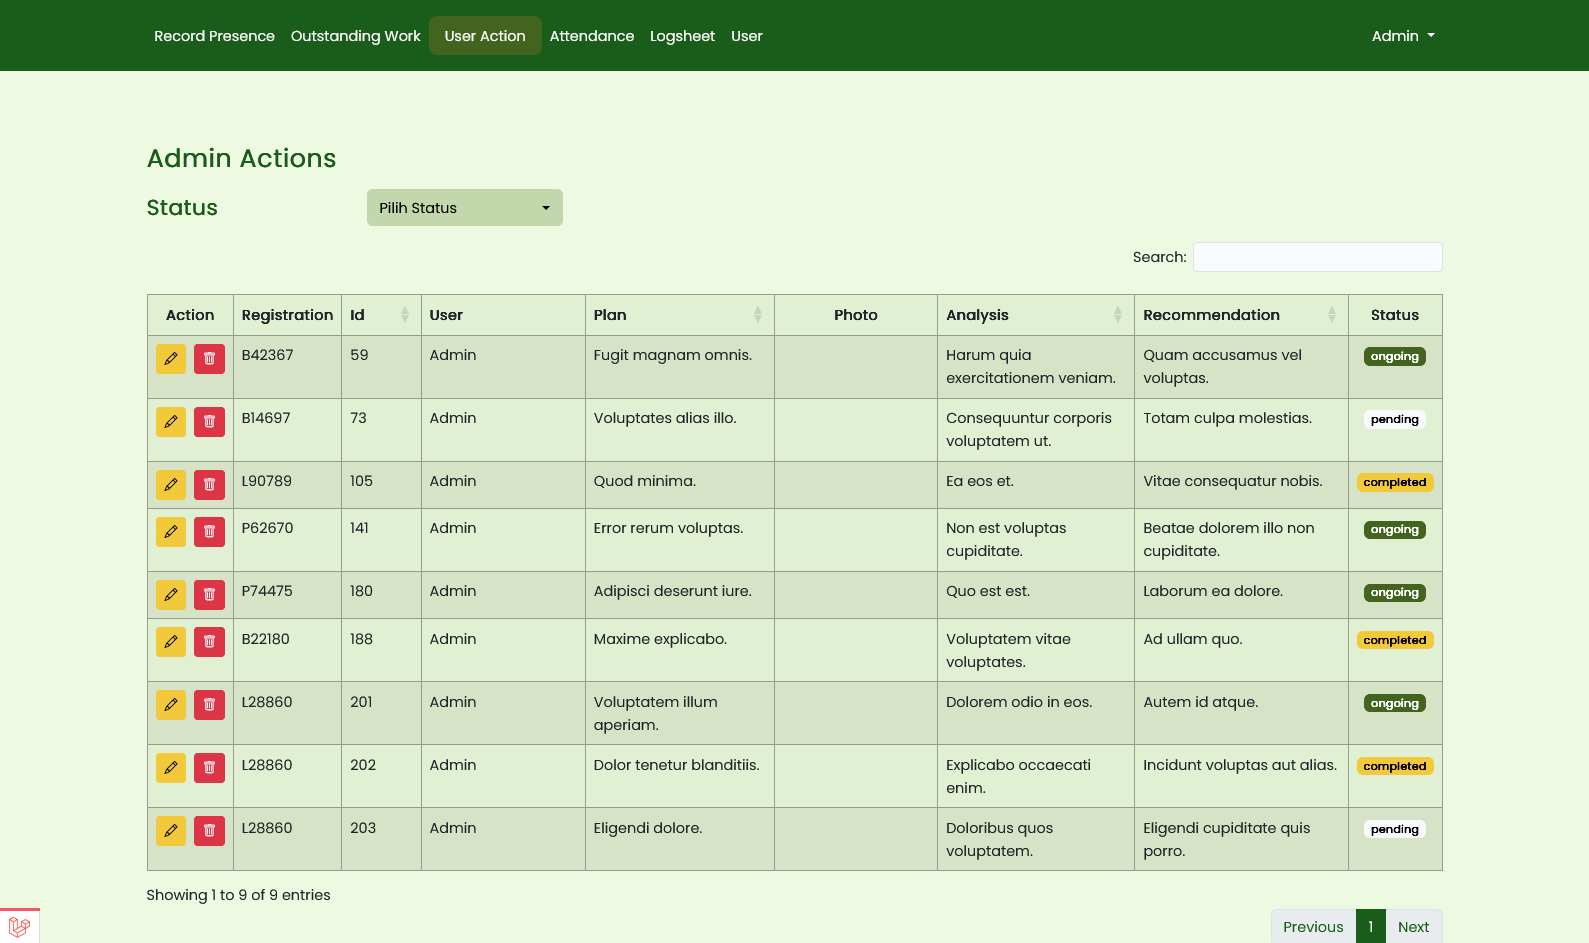 Record Presence Outstanding Work User Action Attendance Logsheet User Admin
Admin Actions
Status Pilih Status
Search:
Action Registration Id User Plan Photo Analysis Recommendation Status
B42367 59 Admin Fugit magnam omnis. Harum quia exercitationem veniam. Quam accusamus vel voluptas. ongoing
B14697 73 Admin Voluptates alias illo. Consequuntur corporis voluptatem ut. Totam culpa molestias. pending
L90789 105 Admin Quod minima. Ea eos et. Vitae consequatur nobis. completed
P62670 141 Admin Error rerum voluptas. Non est voluptas cupiditate. Beatae dolorem illo non cupiditate. ongoing
P74475 180 Admin Adipisci deserunt iure. Quo est est. Laborum ea dolore. ongoing
B22180 188 Admin Maxime explicabo. Voluptatem vitae voluptates. Ad ullam quo. completed
L28860 201 Admin Voluptatem illum aperiam. Dolorem odio in eos. Autem id atque. ongoing
L28860 202 Admin Dolor tenetur blanditiis. Explicabo occaecati enim. Incidunt voluptas aut alias. completed
L28860 203 Admin Eligendi dolore. Doloribus quos voluptatem. Eligendi cupiditate quis porro. pending
Showing 1 to 9 of 9 entries
Previous 1 Next